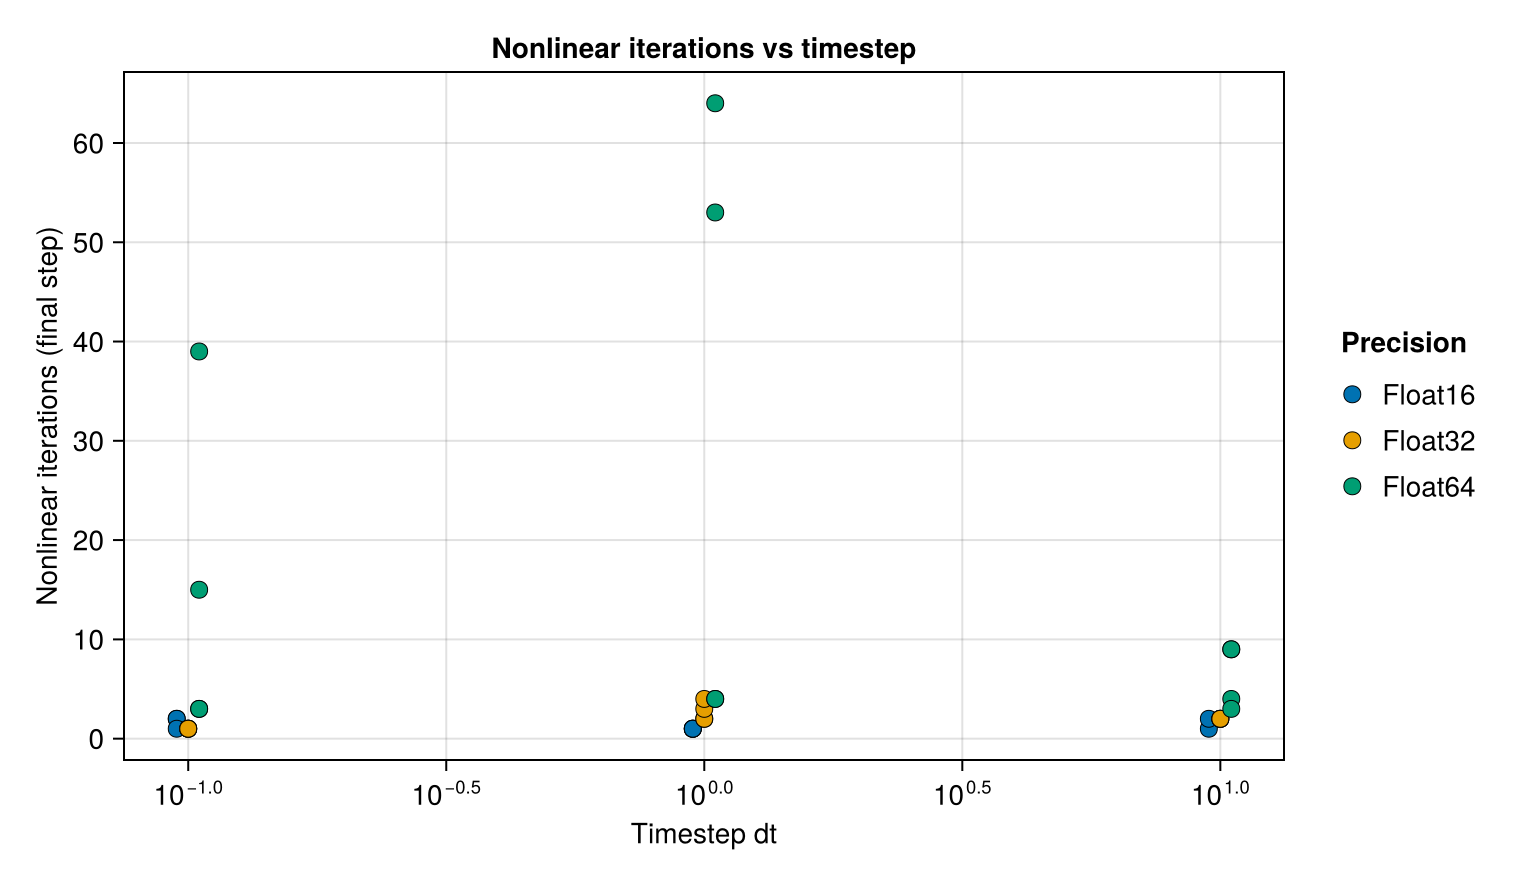 Nonlinear iterations vs timestep
Nonlinear iterations (final step)
60
50
40
30
20
10
0
10^−1.0 10^−0.5 10^0.0 10^0.5 10^1.0
Timestep dt
Precision
Float16
Float32
Float64